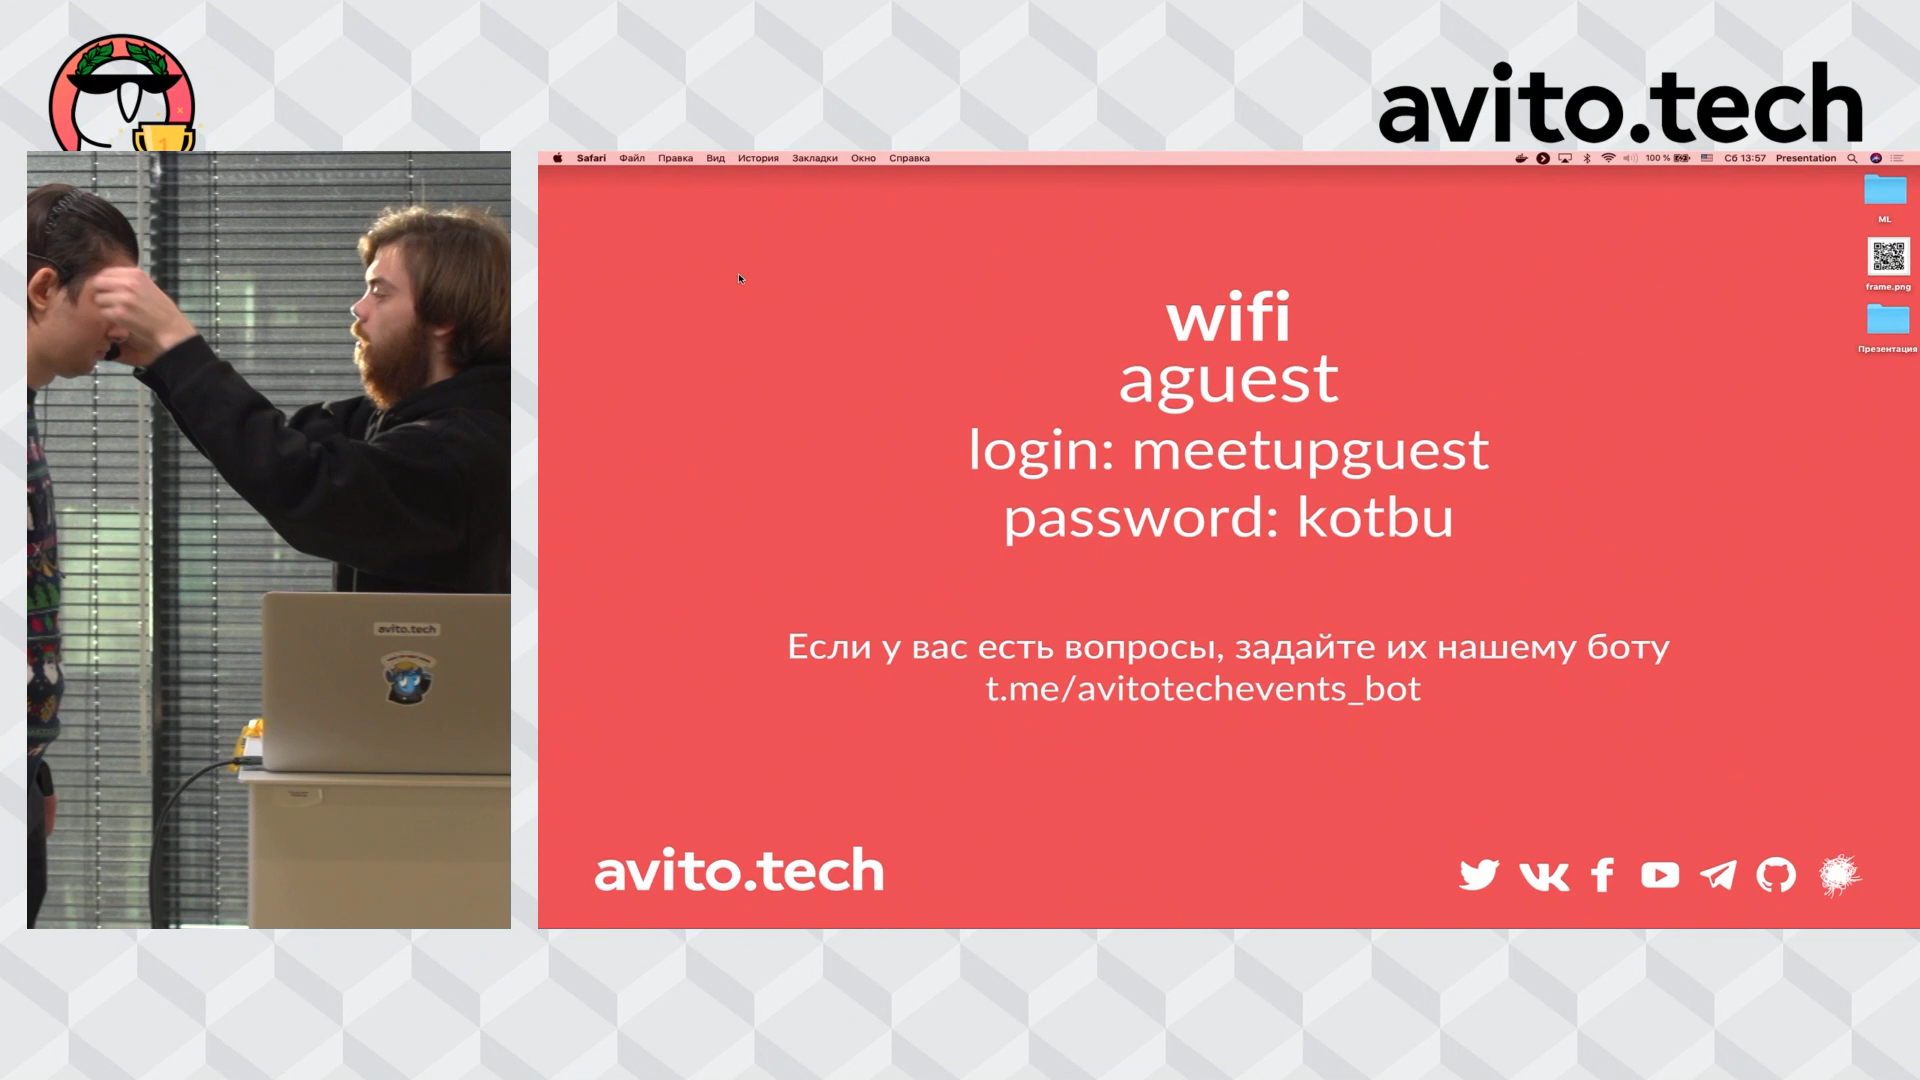 avito.tech
Safari Файл Правка Вид История Закладки Окно Справка
100 % Сб 13:57 Presentation
ML
frame.png
Презентация
wifi
aguest
login: meetupguest
password: kotbu
Если у вас есть вопросы, задайте их нашему боту
t.me/avitotechevents_bot
avito.tech
avito.tech
1